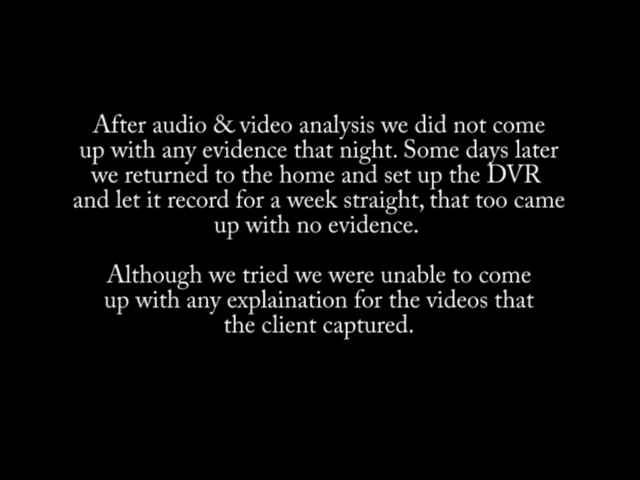 After audio & video analysis we did not come
up with any evidence that night. Some days later
we returned to the home and set up the DVR
and let it record for a week straight, that too came
up with no evidence.
Although we tried we were unable to come
up with any explaination for the videos that
the client captured.